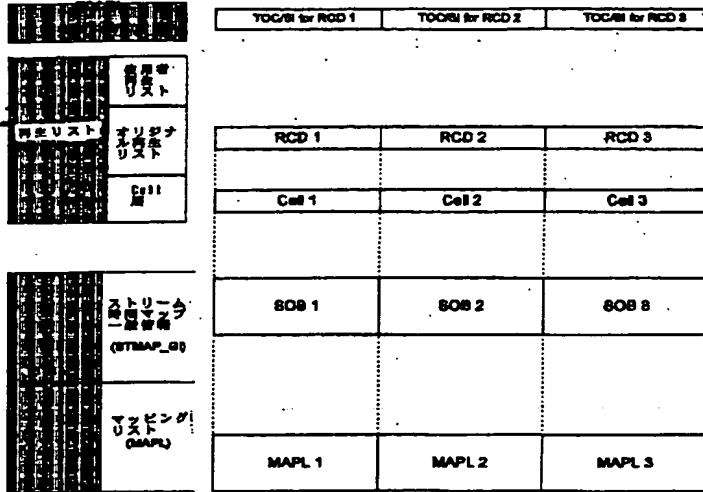 TOC/SI for RCD 1 TOC/SI for RCD 2 TOC/SI for RCD 3
使用者
再生
リスト
再生リスト
オリジナ
ル再生
リスト
RCD 1 RCD 2 RCD 3
Cell
層
Cell 1 Cell 2 Cell 3
ストリーム
時間マップ
一般情報
(STMAP_GI)
SOB 1 SOB 2 SOB 3
マッピング
リスト
(MAPL)
MAPL 1 MAPL 2 MAPL 3